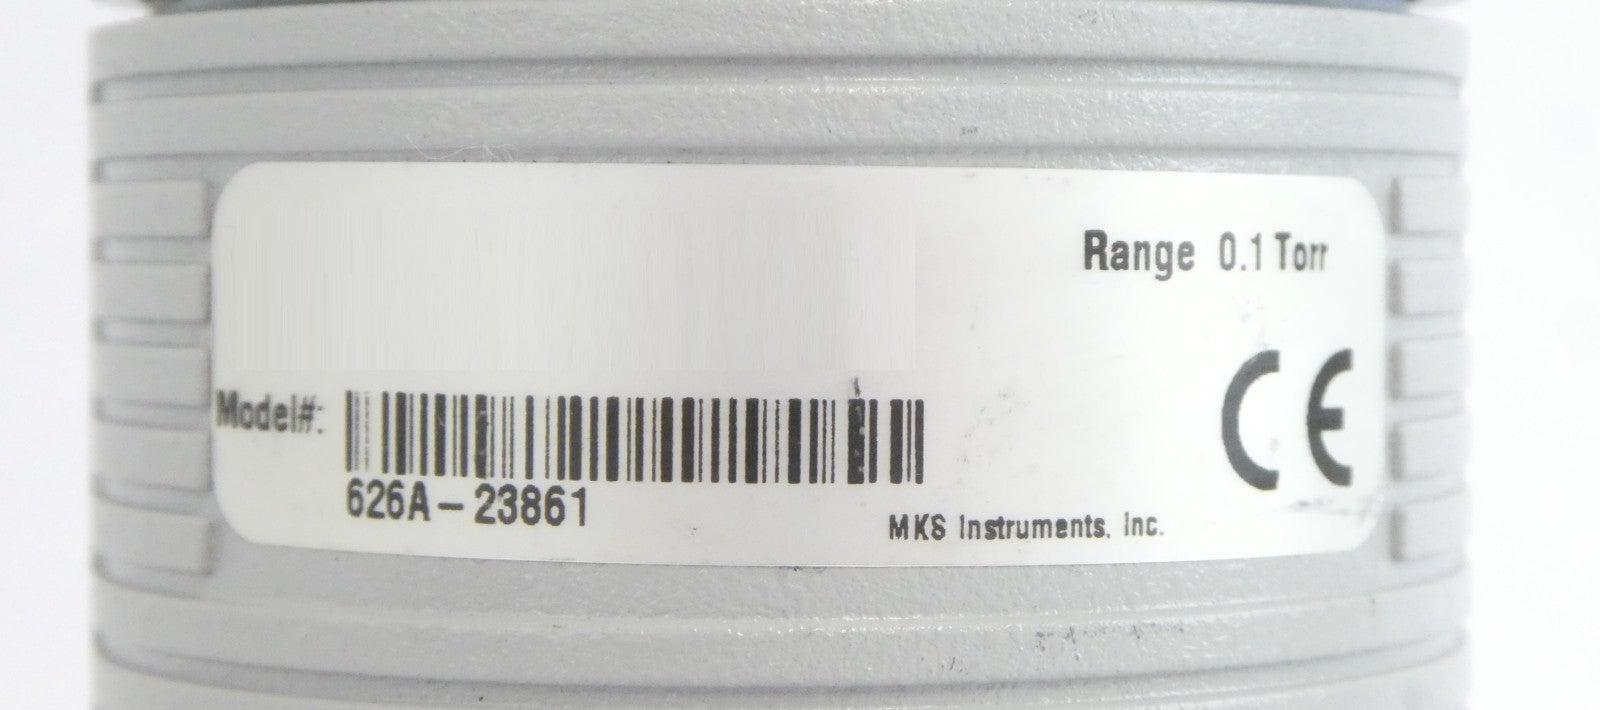 Range 0.1 Torr
Model#:
626A-23861
CE
MKS Instruments, Inc.